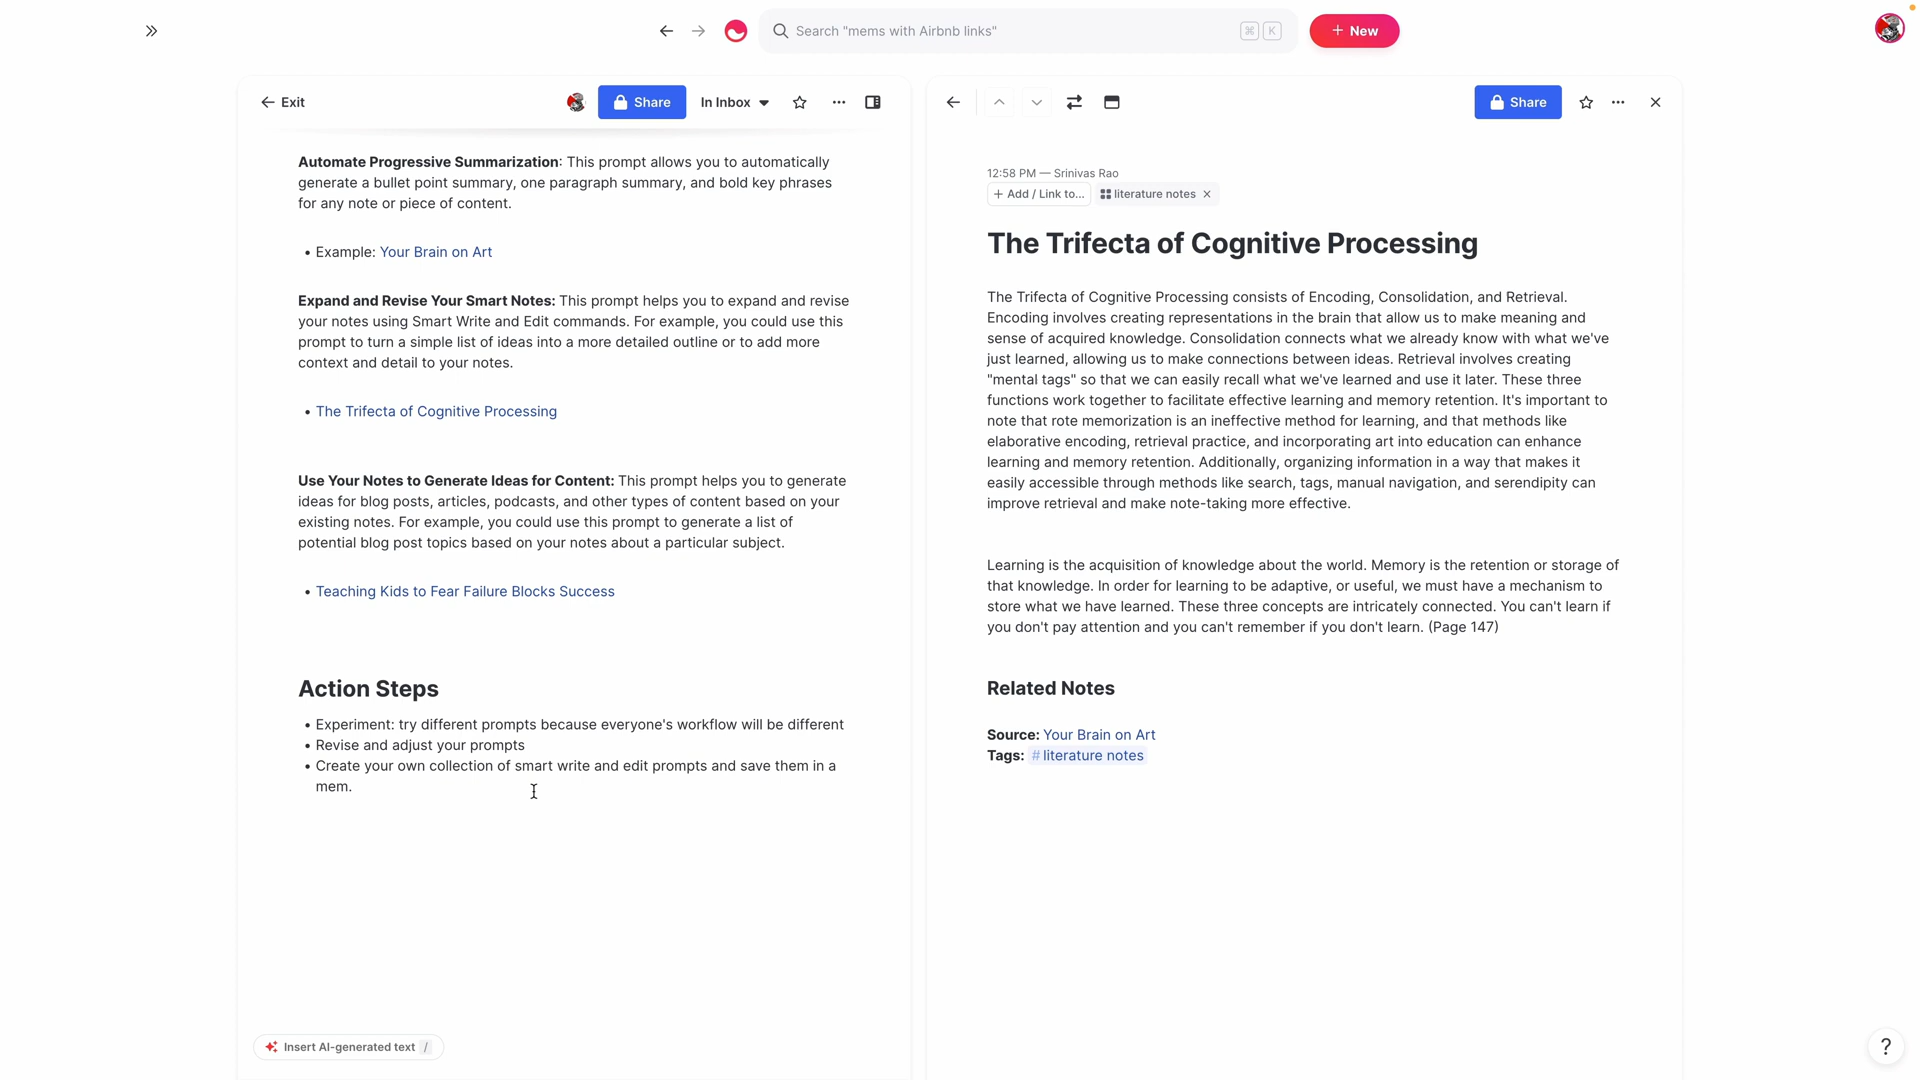 Search "mems with Airbnb links"
⌘ K
+ New
Exit
Share
In Inbox
Share
Automate Progressive Summarization: This prompt allows you to automatically
generate a bullet point summary, one paragraph summary, and bold key phrases
for any note or piece of content.
• Example: Your Brain on Art
Expand and Revise Your Smart Notes: This prompt helps you to expand and revise
your notes using Smart Write and Edit commands. For example, you could use this
prompt to turn a simple list of ideas into a more detailed outline or to add more
context and detail to your notes.
• The Trifecta of Cognitive Processing
Use Your Notes to Generate Ideas for Content: This prompt helps you to generate
ideas for blog posts, articles, podcasts, and other types of content based on your
existing notes. For example, you could use this prompt to generate a list of
potential blog post topics based on your notes about a particular subject.
• Teaching Kids to Fear Failure Blocks Success
Action Steps
• Experiment: try different prompts because everyone's workflow will be different
• Revise and adjust your prompts
• Create your own collection of smart write and edit prompts and save them in a
mem.
Insert AI-generated text /
12:58 PM — Srinivas Rao
+ Add / Link to...
literature notes ×
The Trifecta of Cognitive Processing
The Trifecta of Cognitive Processing consists of Encoding, Consolidation, and Retrieval.
Encoding involves creating representations in the brain that allow us to make meaning and
sense of acquired knowledge. Consolidation connects what we already know with what we've
just learned, allowing us to make connections between ideas. Retrieval involves creating
"mental tags" so that we can easily recall what we've learned and use it later. These three
functions work together to facilitate effective learning and memory retention. It's important to
note that rote memorization is an ineffective method for learning, and that methods like
elaborative encoding, retrieval practice, and incorporating art into education can enhance
learning and memory retention. Additionally, organizing information in a way that makes it
easily accessible through methods like search, tags, manual navigation, and serendipity can
improve retrieval and make note-taking more effective.
Learning is the acquisition of knowledge about the world. Memory is the retention or storage of
that knowledge. In order for learning to be adaptive, or useful, we must have a mechanism to
store what we have learned. These three concepts are intricately connected. You can't learn if
you don't pay attention and you can't remember if you don't learn. (Page 147)
Related Notes
Source: Your Brain on Art
Tags: #literature notes
?